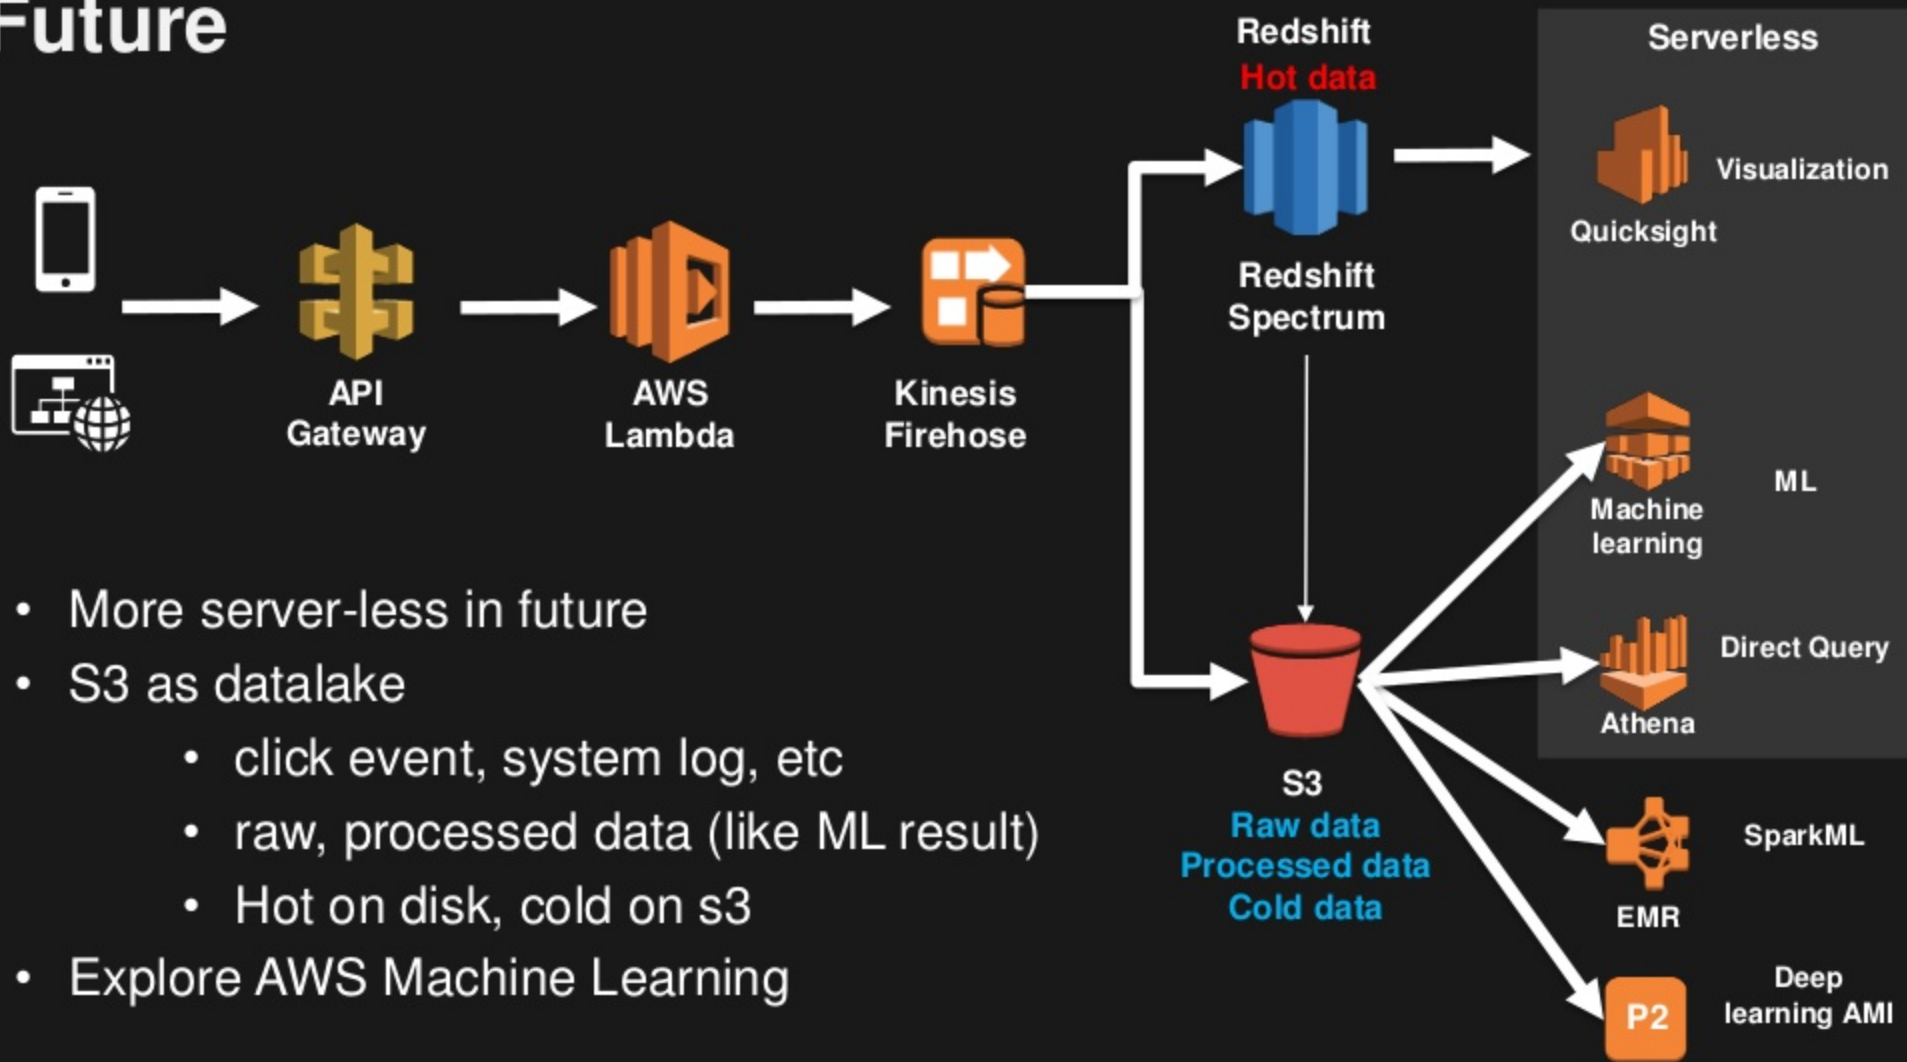 Future
Redshift
Hot data
Serverless
Visualization
Quicksight
Redshift
Spectrum
API
Gateway
AWS
Lambda
Kinesis
Firehose
ML
Machine
learning
Direct Query
Athena
• More server-less in future
• S3 as datalake
• click event, system log, etc
• raw, processed data (like ML result)
• Hot on disk, cold on s3
• Explore AWS Machine Learning
S3
Raw data
Processed data
Cold data
SparkML
EMR
Deep
learning AMI
P2